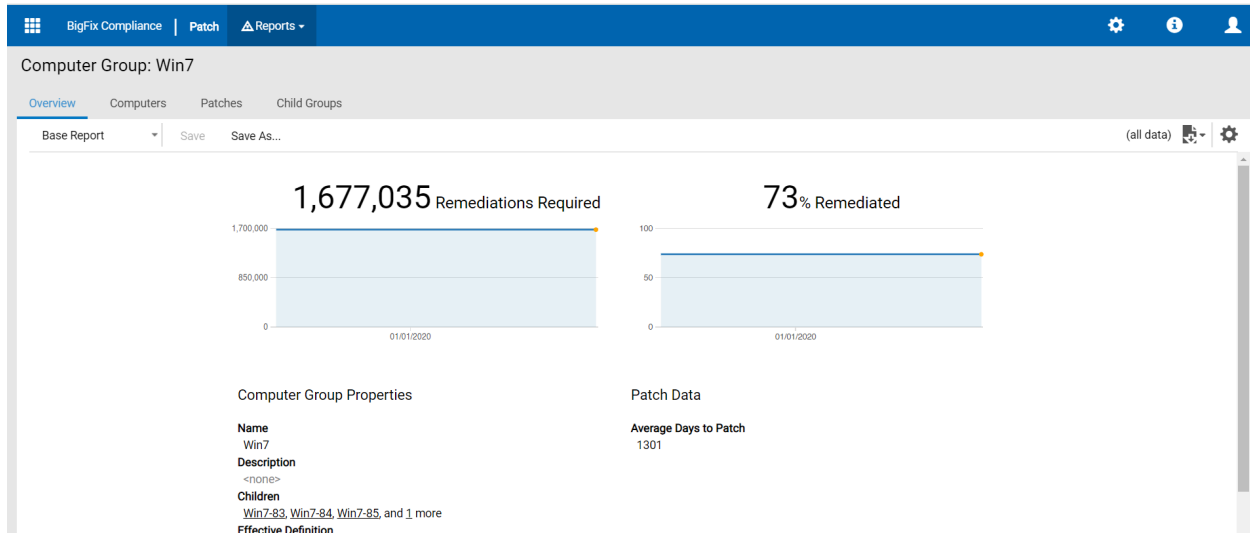 BigFix Compliance | Patch Reports
Computer Group: Win7
Overview Computers Patches Child Groups
Base Report Save Save As... (all data)
1,677,035 Remediations Required
1,700,000
850,000
0
01/01/2020
73% Remediated
100
50
0
01/01/2020
Computer Group Properties
Name
Win7
Description
<none>
Children
Win7-83, Win7-84, Win7-85, and 1 more
Effective Definition
Patch Data
Average Days to Patch
1301